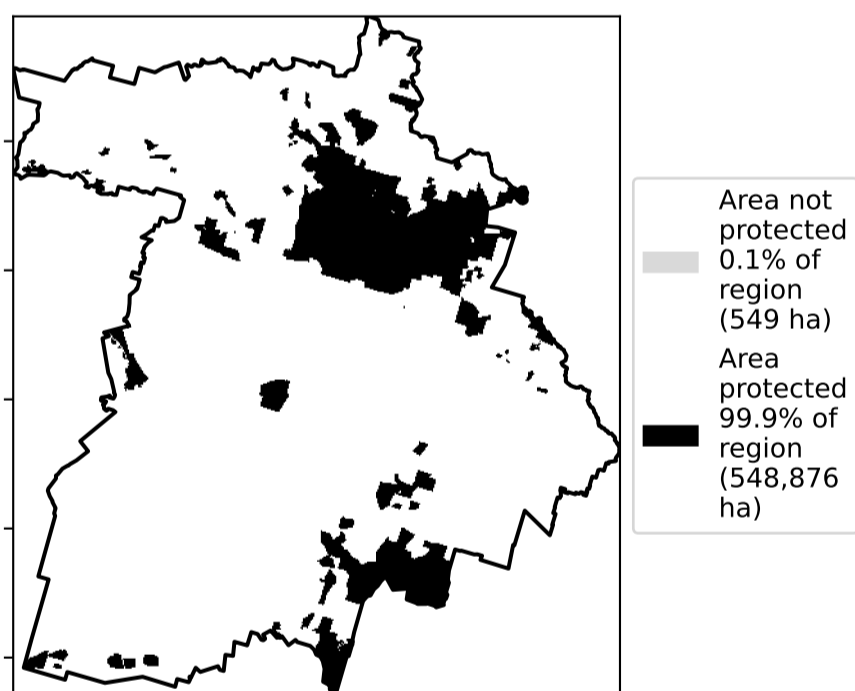 Area not
protected
0.1% of
region
(549 ha)
Area
protected
99.9% of
region
(548,876
ha)